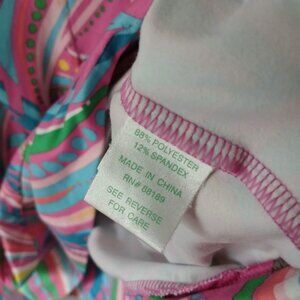 88% POLYESTER
12% SPANDEX
MADE IN CHINA
RN# 88189
SEE REVERSE
FOR CARE